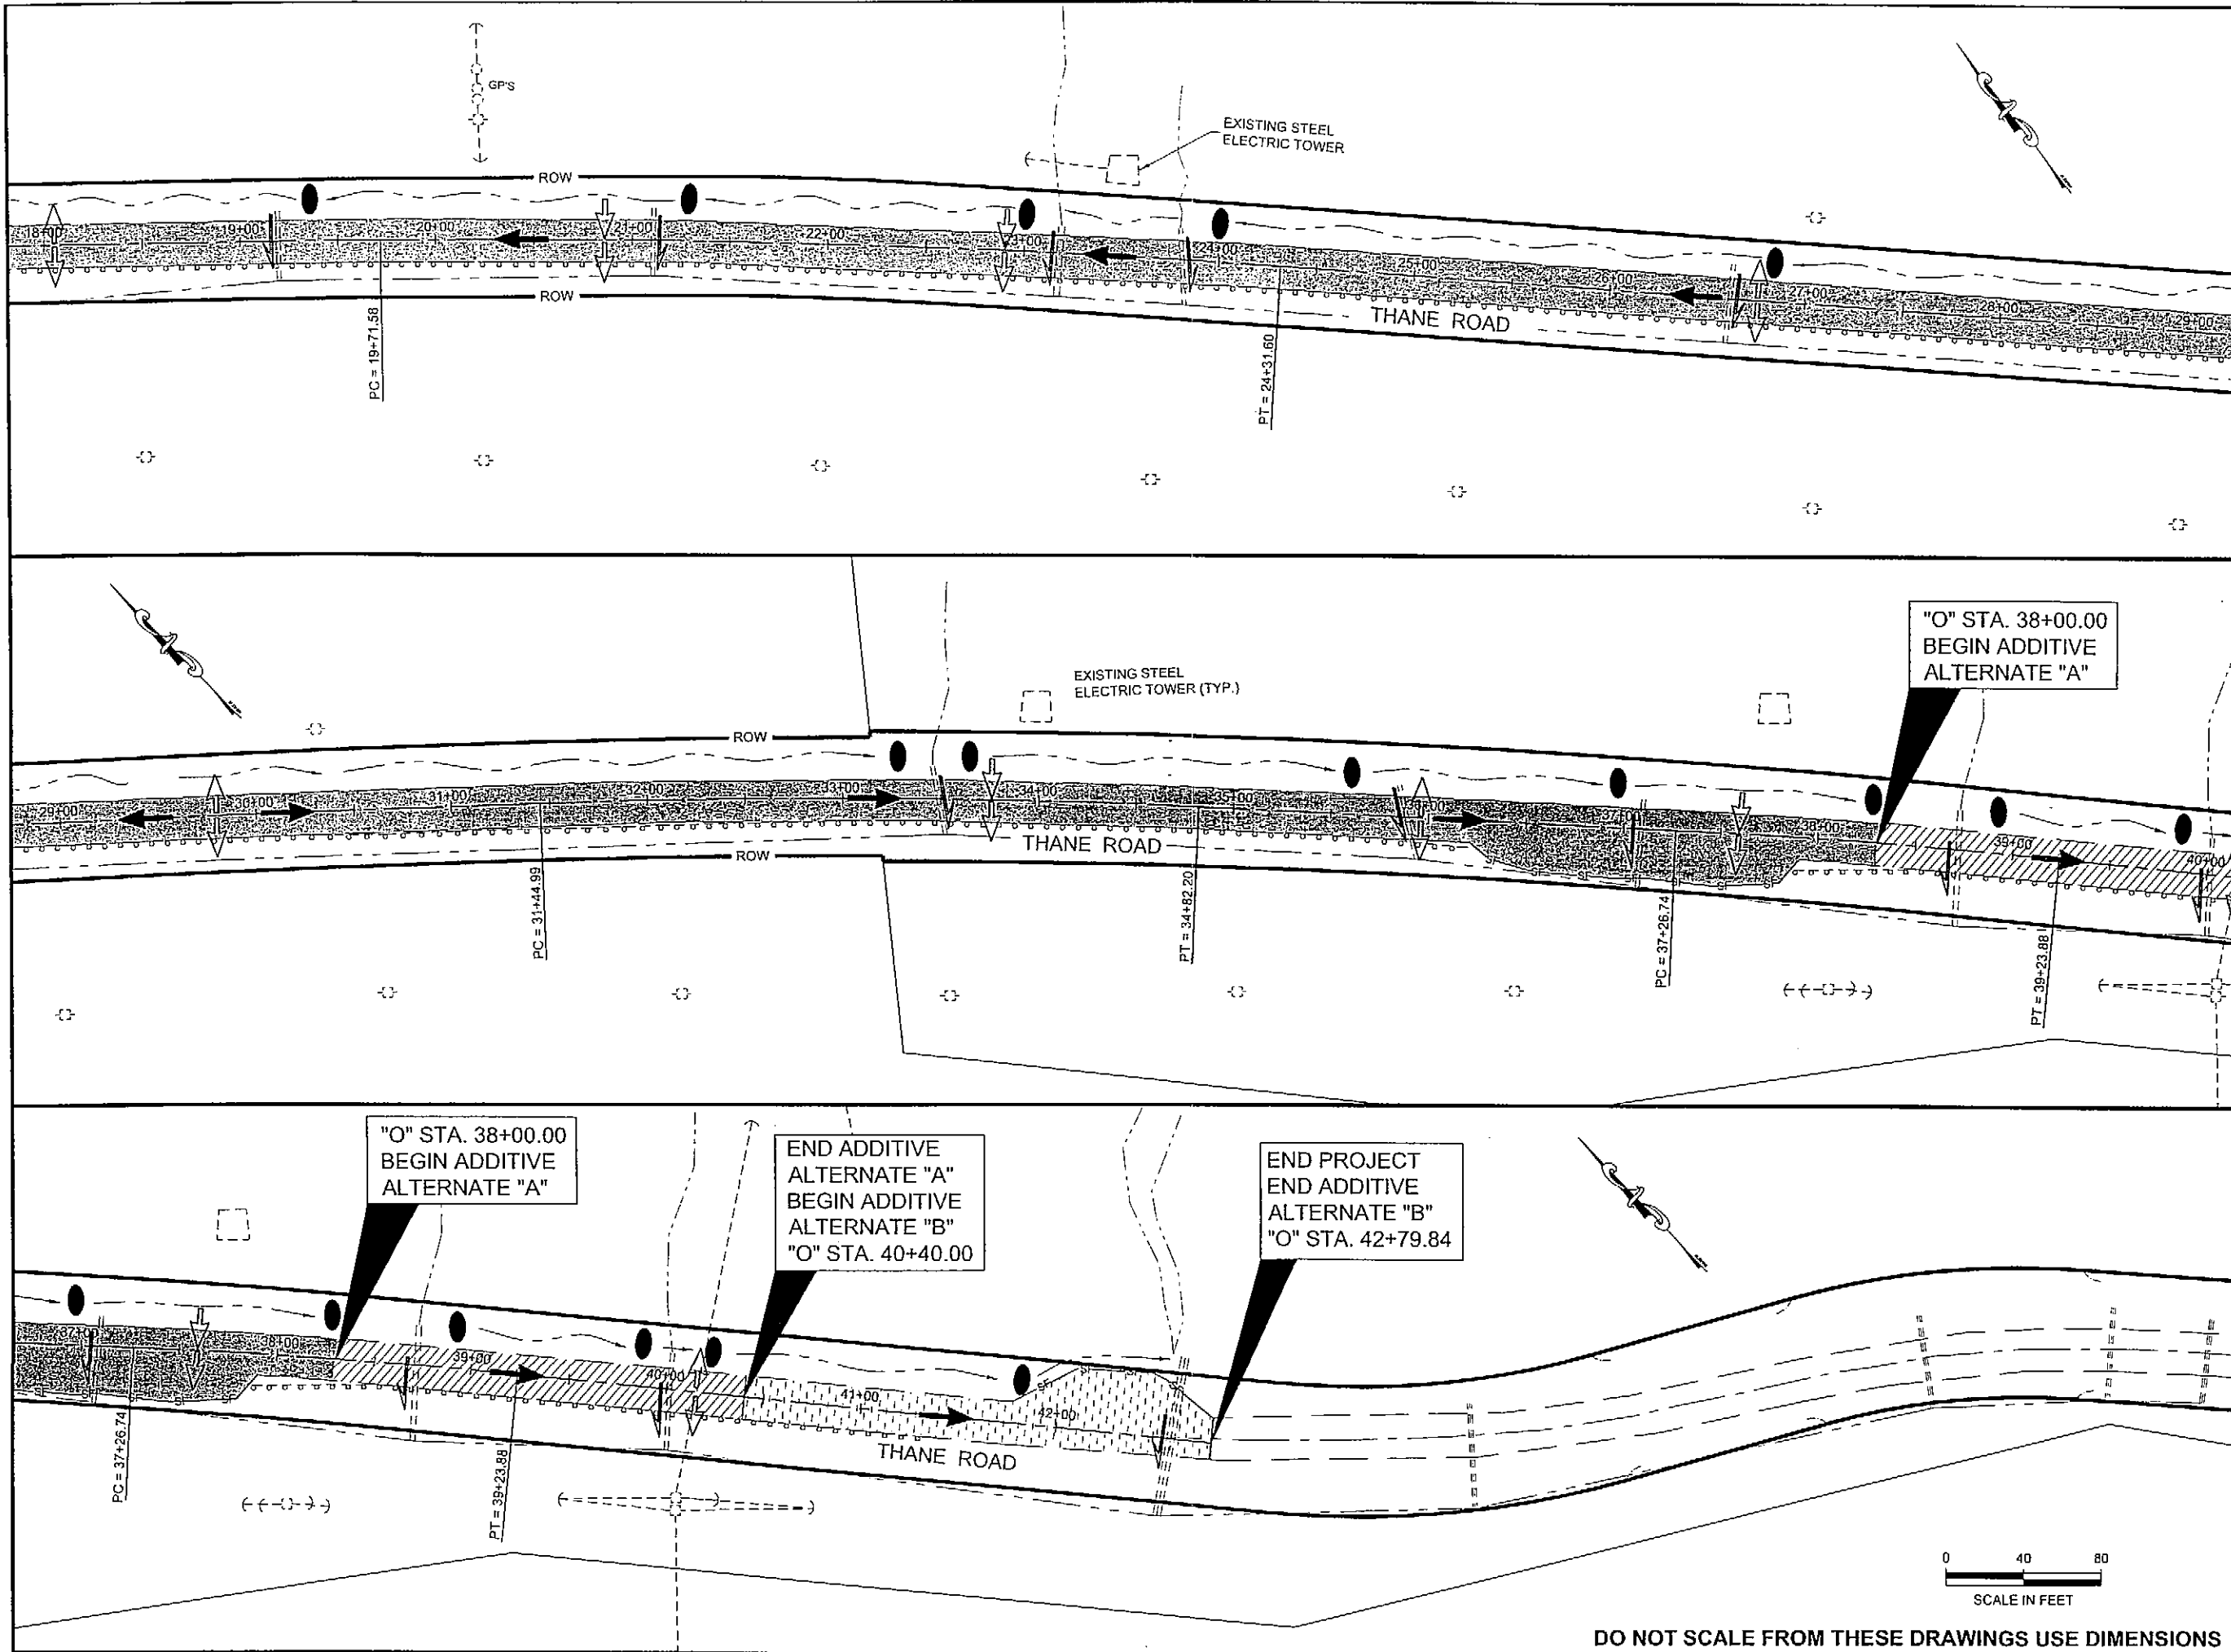 GP'S
EXISTING STEEL
ELECTRIC TOWER
ROW
18+00
19+00
20+00
21+00
22+00
23+00
24+00
25+00
26+00
27+00
28+00
29+00
ROW
THANE ROAD
PC = 19+71.58
PT = 24+31.60
"O" STA. 38+00.00
BEGIN ADDITIVE
ALTERNATE "A"
EXISTING STEEL
ELECTRIC TOWER (TYP.)
ROW
29+00
30+00
31+00
32+00
33+00
34+00
35+00
36+00
37+00
38+00
39+00
40+00
THANE ROAD
ROW
PC = 31+44.99
PT = 34+82.20
PC = 37+26.74
PT = 39+23.88
"O" STA. 38+00.00
BEGIN ADDITIVE
ALTERNATE "A"
END ADDITIVE
ALTERNATE "A"
BEGIN ADDITIVE
ALTERNATE "B"
"O" STA. 40+40.00
END PROJECT
END ADDITIVE
ALTERNATE "B"
"O" STA. 42+79.84
37+00
38+00
39+00
40+00
41+00
42+00
THANE ROAD
PC = 37+26.74
PT = 39+23.88
0 40 80
SCALE IN FEET
DO NOT SCALE FROM THESE DRAWINGS USE DIMENSIONS